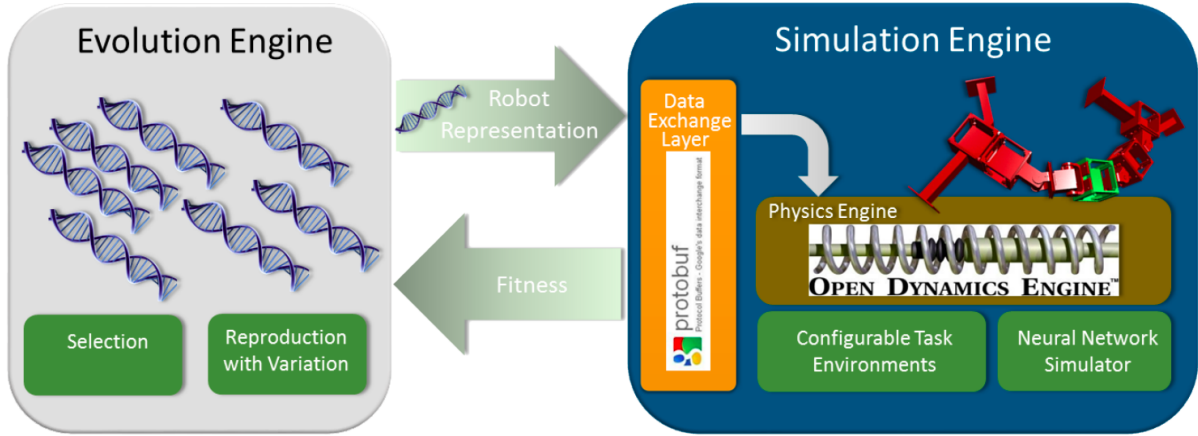 Evolution Engine
Selection
Reproduction
with Variation
Robot
Representation
Fitness
Simulation Engine
Data
Exchange
Layer
protobuf
Protocol Buffers - Google's data interchange format
Physics Engine
OPEN DYNAMICS ENGINE™
Configurable Task
Environments
Neural Network
Simulator